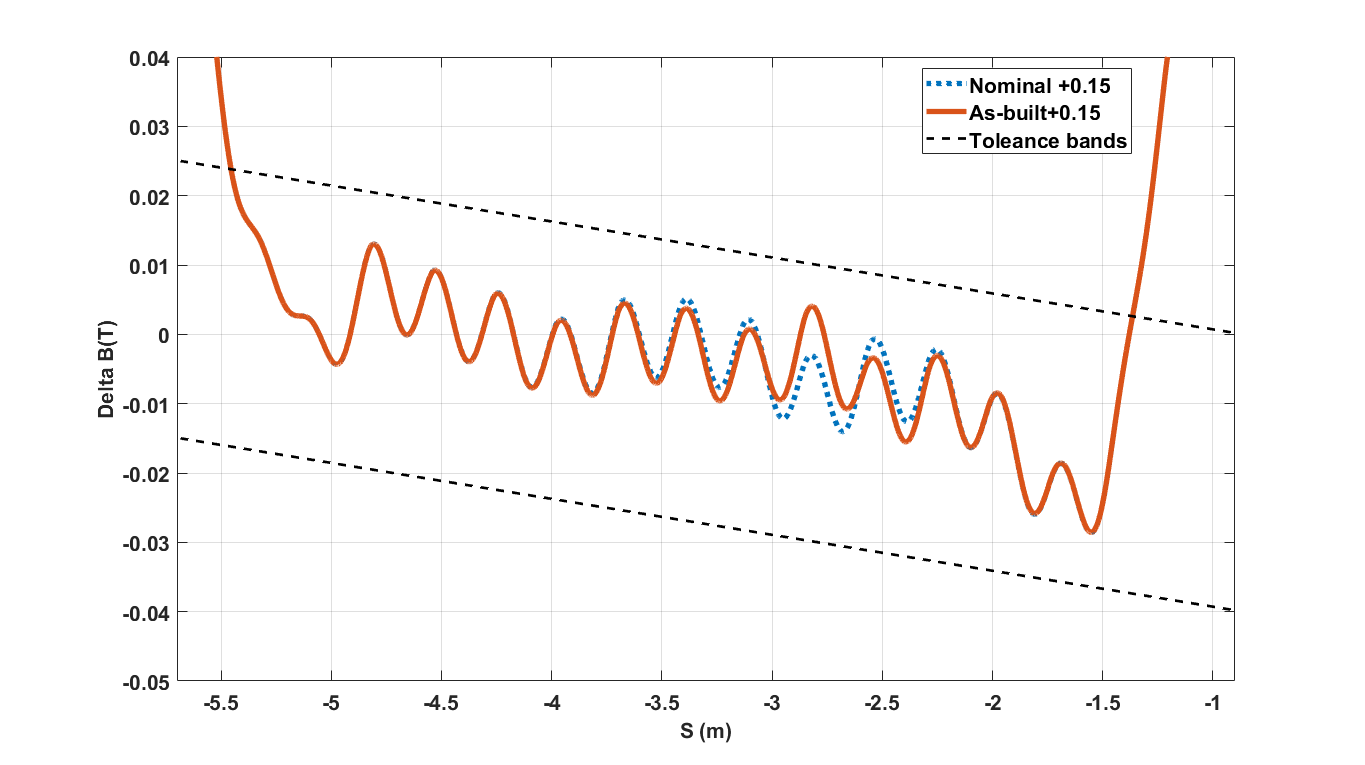 0.04
0.03
0.02
0.01
0
-0.01
-0.02
-0.03
-0.04
-0.05
Delta B(T)
Nominal +0.15
As-built+0.15
Toleance bands
-5.5 -5 -4.5 -4 -3.5 -3 -2.5 -2 -1.5 -1
S (m)